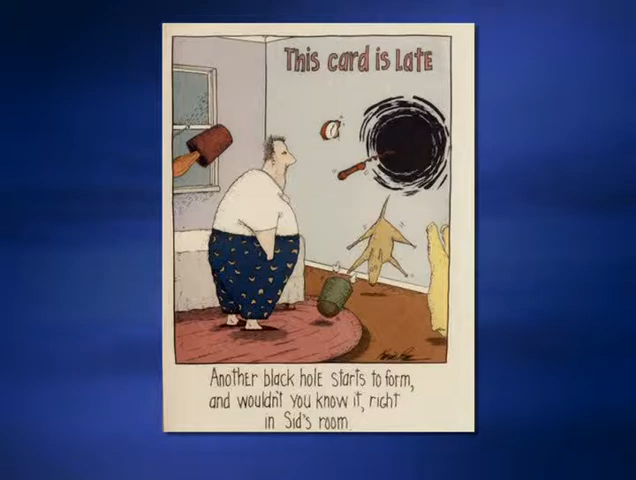 This card is Late
Another black hole starts to form,
and wouldn't you know it, right
in Sid's room.